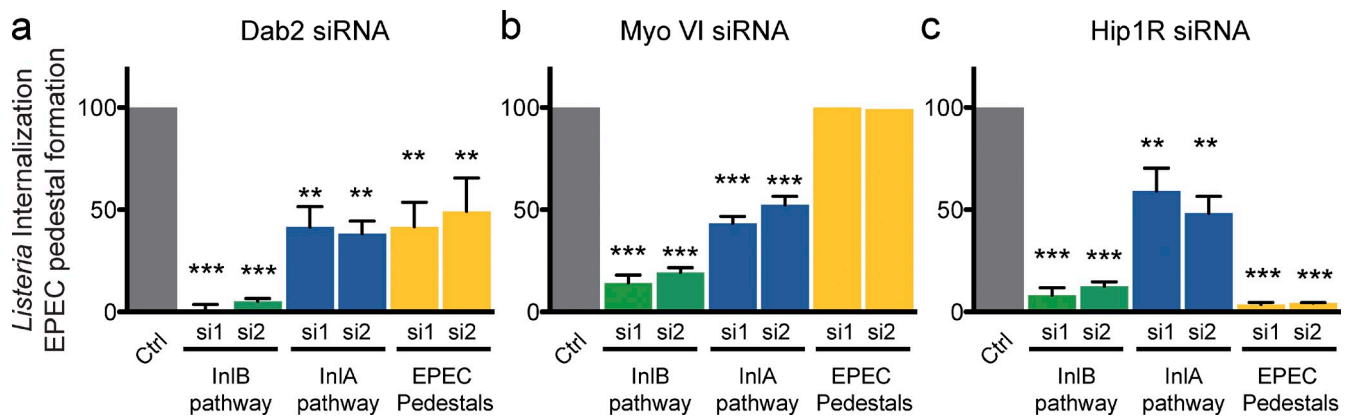 a Dab2 siRNA
b Myo VI siRNA
c Hip1R siRNA
Listeria Internalization
EPEC pedestal formation
100
50
0
*** *** ** ** ** **
Ctrl si1 si2 si1 si2 si1 si2
InlB pathway InlA pathway EPEC Pedestals
100
50
0
*** *** *** ***
Ctrl si1 si2 si1 si2 si1 si2
InlB pathway InlA pathway EPEC Pedestals
100
50
0
*** *** ** ** *** ***
Ctrl si1 si2 si1 si2 si1 si2
InlB pathway InlA pathway EPEC Pedestals